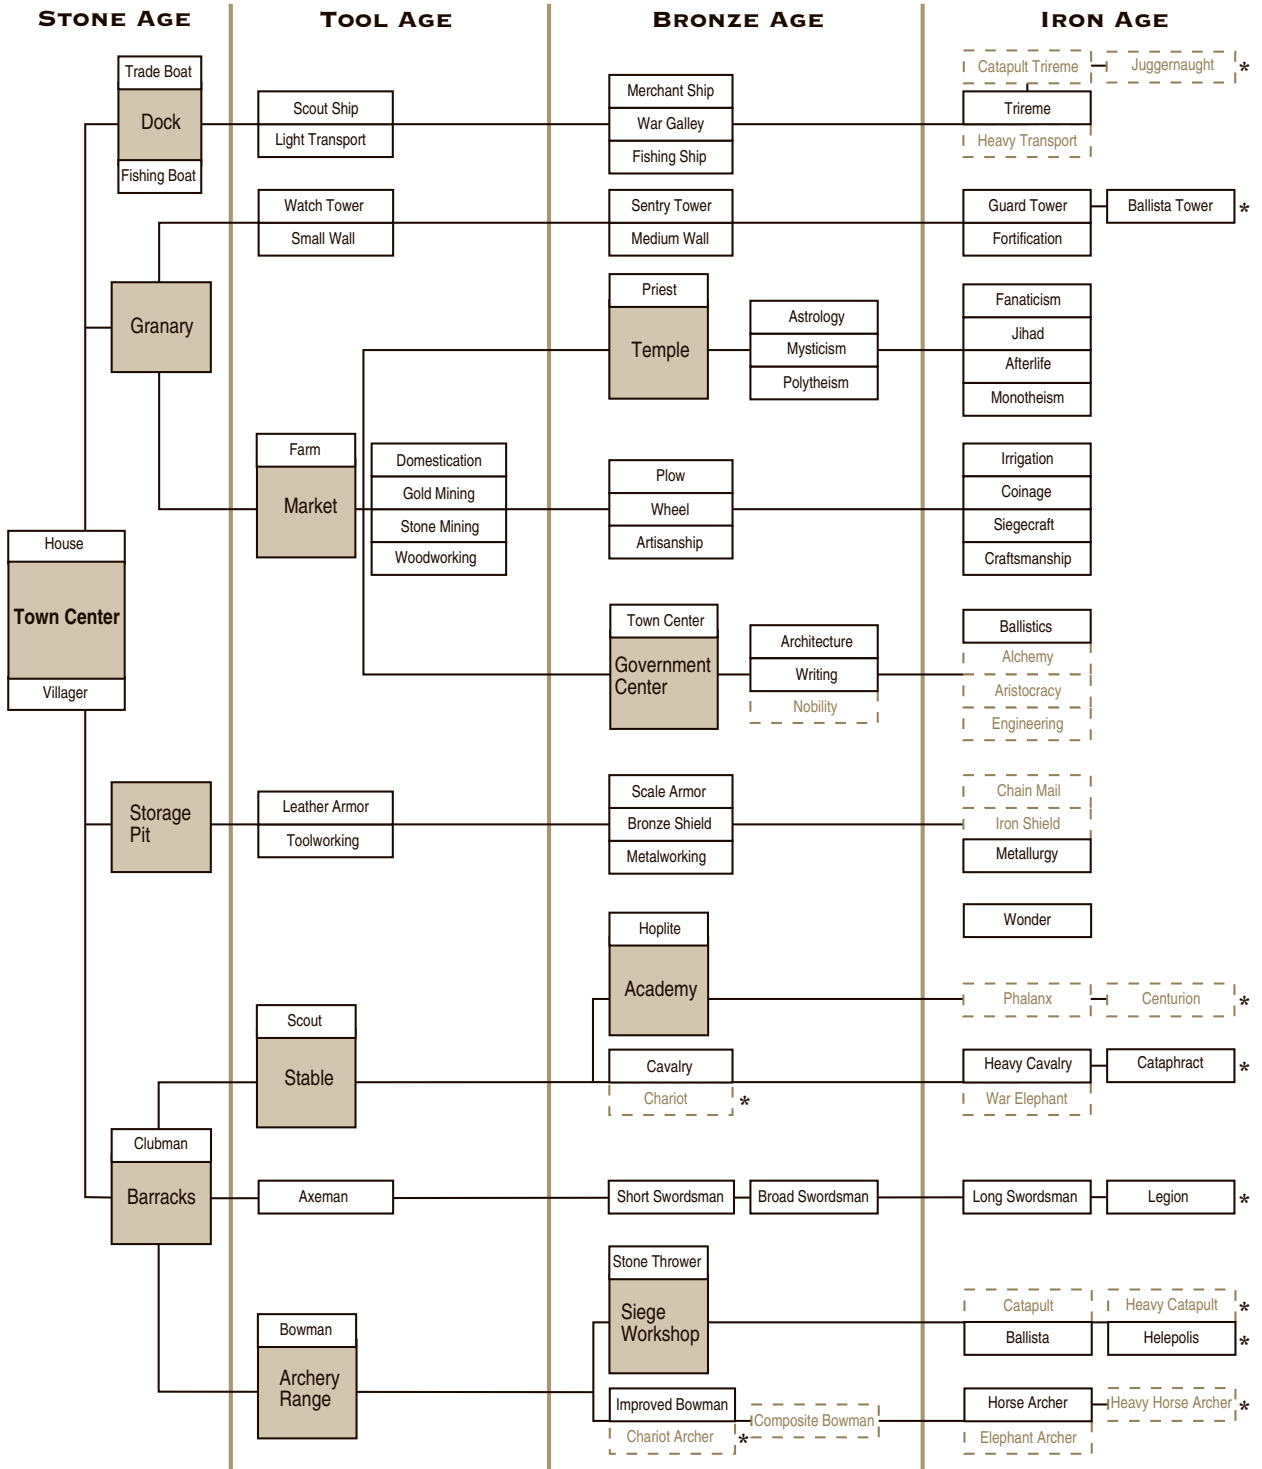 STONE AGE
TOOL AGE
BRONZE AGE
IRON AGE
Trade Boat
Dock
Fishing Boat
Scout Ship
Light Transport
Merchant Ship
War Galley
Fishing Ship
Catapult Trireme
Juggernaught *
Trireme
Heavy Transport
Granary
Watch Tower
Small Wall
Sentry Tower
Medium Wall
Guard Tower
Ballista Tower *
Fortification
Priest
Temple
Astrology
Mysticism
Polytheism
Fanaticism
Jihad
Afterlife
Monotheism
Farm
Market
Domestication
Gold Mining
Stone Mining
Woodworking
Plow
Wheel
Artisanship
Irrigation
Coinage
Siegecraft
Craftsmanship
House
Town Center
Villager
Town Center
Government
Center
Architecture
Writing
Nobility
Ballistics
Alchemy
Aristocracy
Engineering
Storage
Pit
Leather Armor
Toolworking
Scale Armor
Bronze Shield
Metalworking
Chain Mail
Iron Shield
Metallurgy
Wonder
Hoplite
Academy
Phalanx
Centurion *
Scout
Stable
Cavalry
Chariot *
Heavy Cavalry
Cataphract *
War Elephant
Clubman
Barracks
Axeman
Short Swordsman
Broad Swordsman
Long Swordsman
Legion *
Stone Thrower
Siege
Workshop
Catapult
Heavy Catapult *
Ballista
Helepolis *
Bowman
Archery
Range
Improved Bowman
Chariot Archer *
Composite Bowman
Horse Archer
Heavy Horse Archer *
Elephant Archer